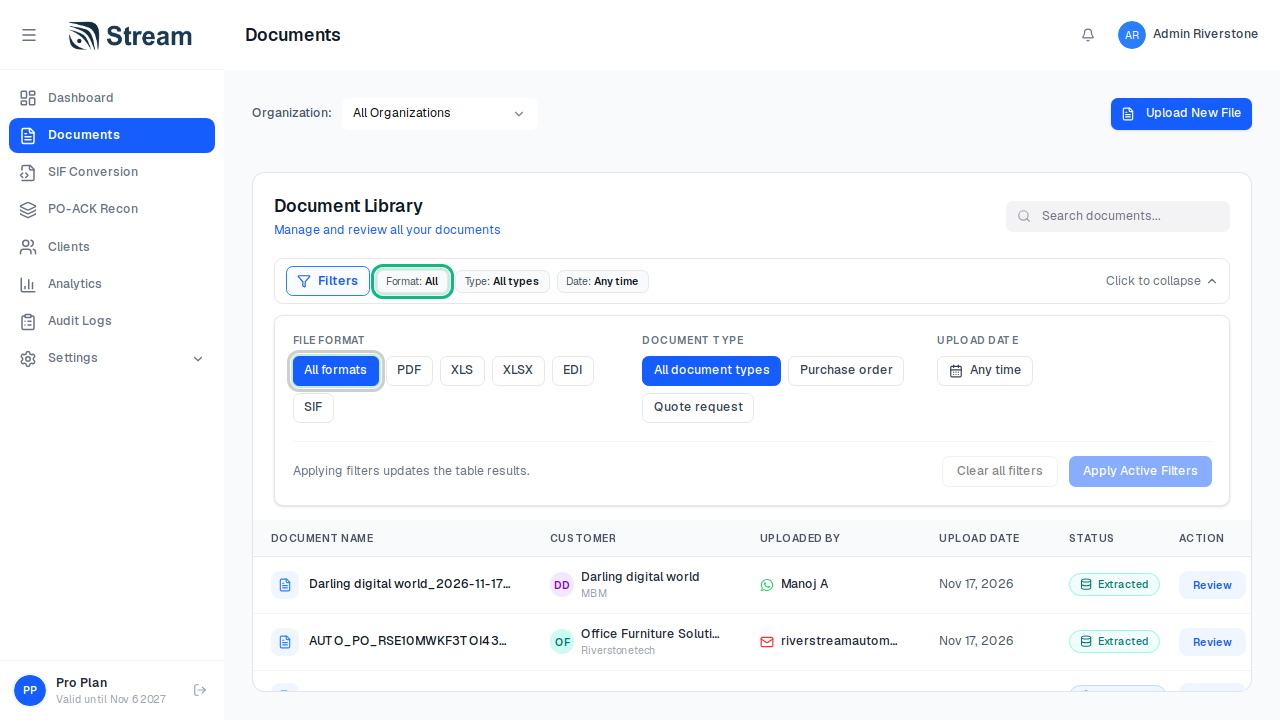 Stream
Documents
AR
Admin Riverstone
Dashboard
Documents
SIF Conversion
PO-ACK Recon
Clients
Analytics
Audit Logs
Settings
Organization:
All Organizations
Upload New File
Document Library
Manage and review all your documents
Search documents...
Filters
Format: All
Type: All types
Date: Any time
Click to collapse
FILE FORMAT
All formats
PDF
XLS
XLSX
EDI
SIF
DOCUMENT TYPE
All document types
Purchase order
Quote request
UPLOAD DATE
Any time
Applying filters updates the table results.
Clear all filters
Apply Active Filters
DOCUMENT NAME CUSTOMER UPLOADED BY UPLOAD DATE STATUS ACTION
Darling digital world_2026-11-17...
DD
Darling digital world
MBM
Manoj A
Nov 17, 2026
Extracted
Review
AUTO_PO_RSE10MWKF3TOI43...
OF
Office Furniture Soluti...
Riverstonetech
riverstreamautom...
Nov 17, 2026
Extracted
Review
PP
Pro Plan
Valid until Nov 6 2027